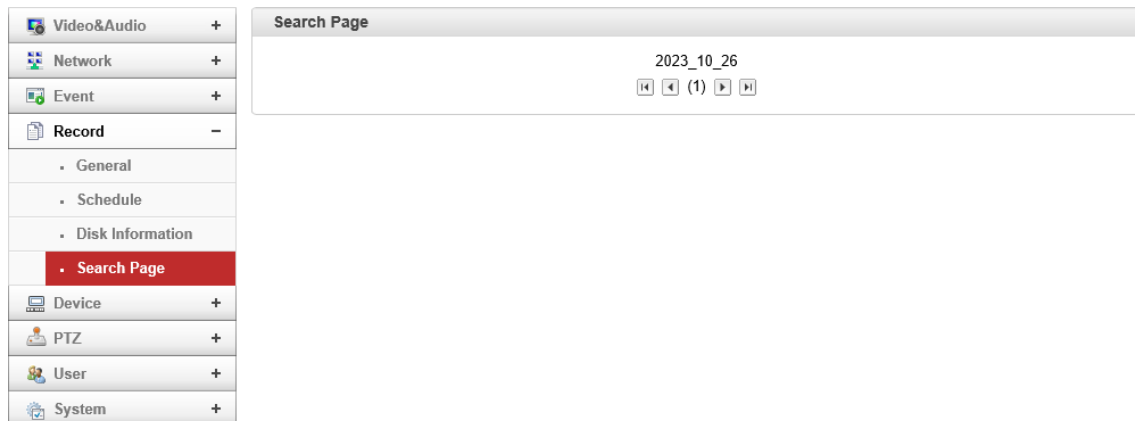 Video&Audio +
Network +
Event +
Record −
General
Schedule
Disk Information
Search Page
Device +
PTZ +
User +
System +
Search Page
2023_10_26
(1)